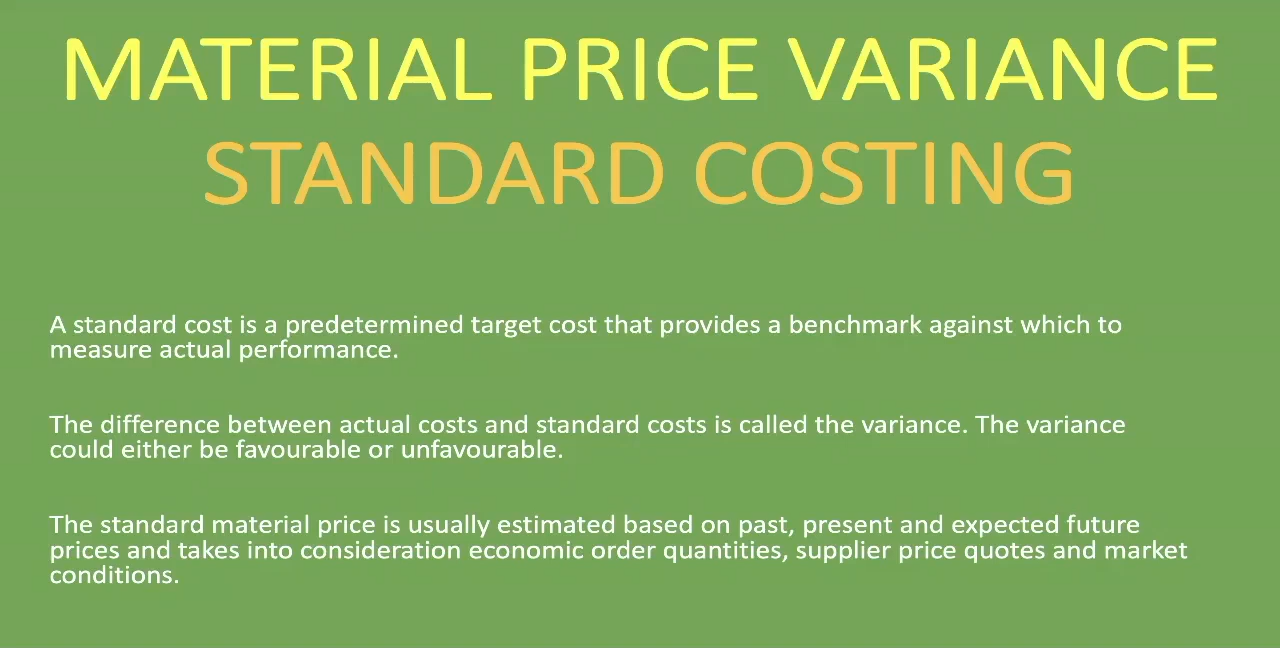 MATERIAL PRICE VARIANCE
STANDARD COSTING
A standard cost is a predetermined target cost that provides a benchmark against which to
measure actual performance.
The difference between actual costs and standard costs is called the variance. The variance
could either be favourable or unfavourable.
The standard material price is usually estimated based on past, present and expected future
prices and takes into consideration economic order quantities, supplier price quotes and market
conditions.